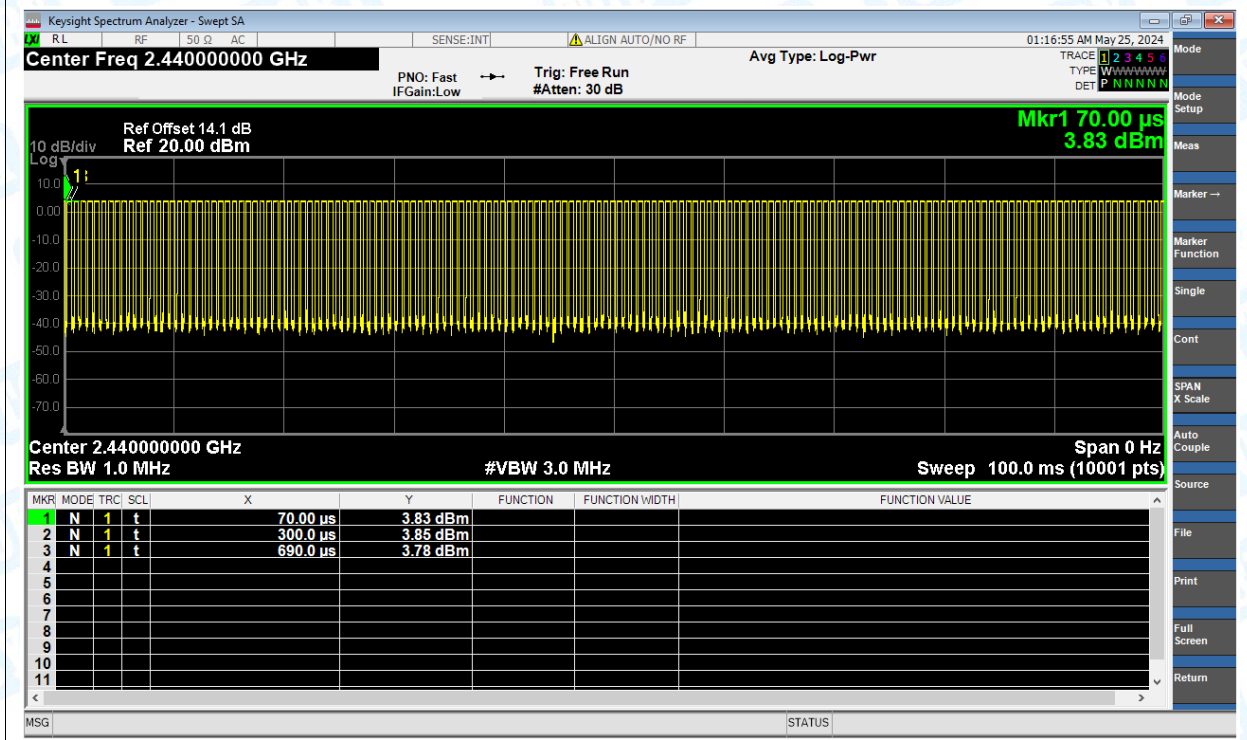 Keysight Spectrum Analyzer - Swept SA
LXI RL RF 50 Ω AC SENSE:INT ALIGN AUTO/NO RF 01:16:55 AM May 25, 2024
Center Freq 2.440000000 GHz Avg Type: Log-Pwr TRACE 1 2 3 4 5 6
PNO: Fast Trig: Free Run TYPE WWWWWW
IFGain:Low #Atten: 30 dB DET P N N N N N
Mkr1 70.00 µs
Ref Offset 14.1 dB
10 dB/div Ref 20.00 dBm 3.83 dBm
Log
1
10.0
0.00
-10.0
-20.0
-30.0
-40.0
-50.0
-60.0
-70.0
Center 2.440000000 GHz Span 0 Hz
Res BW 1.0 MHz #VBW 3.0 MHz Sweep 100.0 ms (10001 pts)
MKR MODE TRC SCL X Y FUNCTION FUNCTION WIDTH FUNCTION VALUE
1 N 1 t 70.00 µs 3.83 dBm
2 N 1 t 300.0 µs 3.85 dBm
3 N 1 t 690.0 µs 3.78 dBm
4
5
6
7
8
9
10
11
MSG STATUS
Mode
Mode
Setup
Meas
Marker →
Marker
Function
Single
Cont
SPAN
X Scale
Auto
Couple
Source
File
Print
Full
Screen
Return